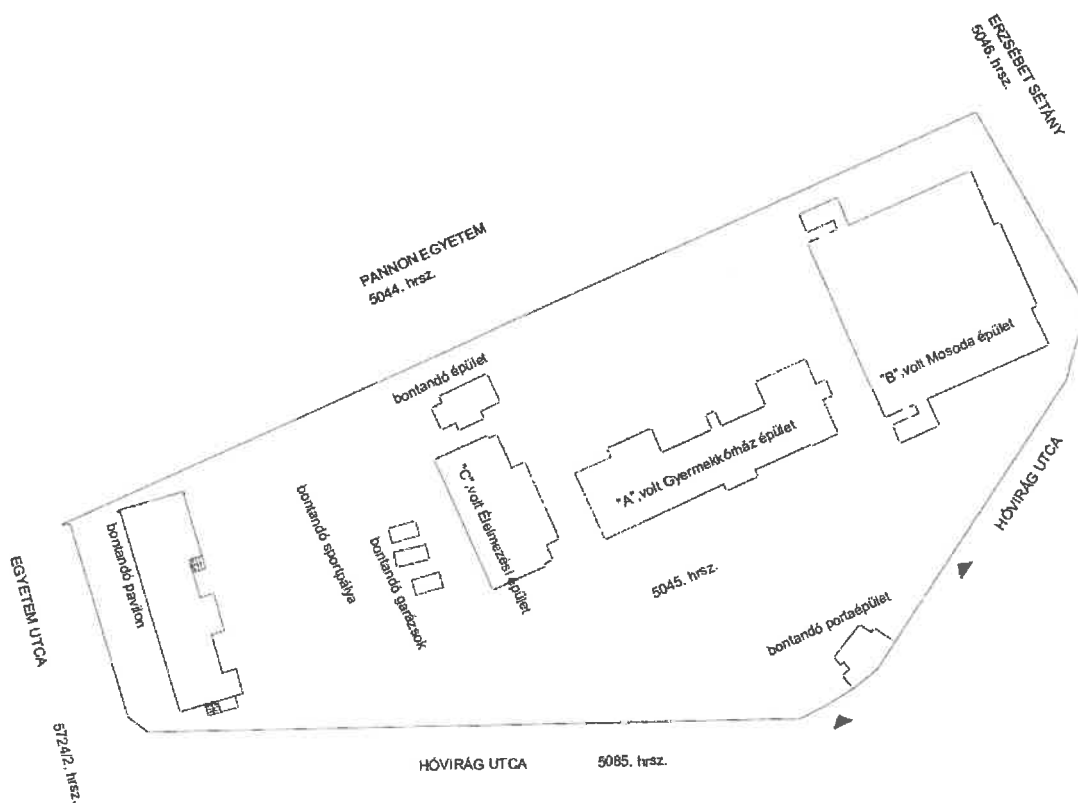 ERZSÉBET SÉTÁNY
5046. hrsz.
PANNON EGYETEM
5044. hrsz.
bontandó épület
"B",volt Mosoda épület
"A",volt Gyermekkórház épület
"C",volt Élelmezési épület
bontandó sportpálya
bontandó garázsok
bontandó pavilon
EGYETEM UTCA
5724/2. hrsz.
5045. hrsz.
HÓVIRÁG UTCA
bontandó portaépület
HÓVIRÁG UTCA
5085. hrsz.